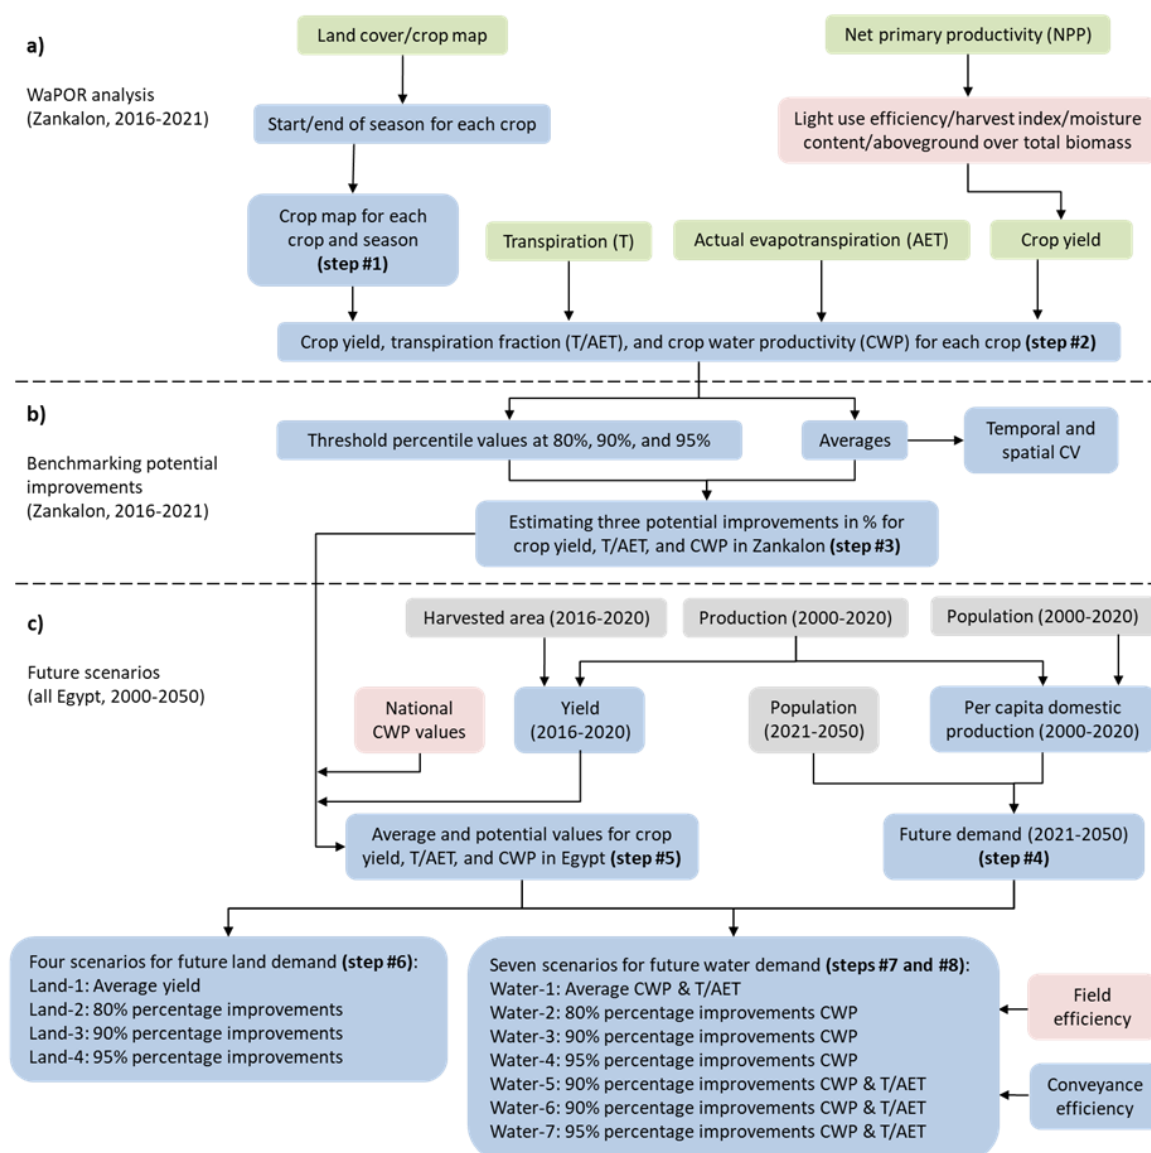 a)
WaPOR analysis
(Zankalon, 2016-2021)
Land cover/crop map
Net primary productivity (NPP)
Start/end of season for each crop
Light use efficiency/harvest index/moisture
content/aboveground over total biomass
Crop map for each
crop and season
(step #1)
Transpiration (T)
Actual evapotranspiration (AET)
Crop yield
Crop yield, transpiration fraction (T/AET), and crop water productivity (CWP) for each crop (step #2)
b)
Benchmarking potential
improvements
(Zankalon, 2016-2021)
Threshold percentile values at 80%, 90%, and 95%
Averages
Temporal and
spatial CV
Estimating three potential improvements in % for
crop yield, T/AET, and CWP in Zankalon (step #3)
c)
Future scenarios
(all Egypt, 2000-2050)
Harvested area (2016-2020)
Production (2000-2020)
Population (2000-2020)
National
CWP values
Yield
(2016-2020)
Population
(2021-2050)
Per capita domestic
production (2000-2020)
Average and potential values for crop
yield, T/AET, and CWP in Egypt (step #5)
Future demand (2021-2050)
(step #4)
Four scenarios for future land demand (step #6):
Land-1: Average yield
Land-2: 80% percentage improvements
Land-3: 90% percentage improvements
Land-4: 95% percentage improvements
Seven scenarios for future water demand (steps #7 and #8):
Water-1: Average CWP & T/AET
Water-2: 80% percentage improvements CWP
Water-3: 90% percentage improvements CWP
Water-4: 95% percentage improvements CWP
Water-5: 90% percentage improvements CWP & T/AET
Water-6: 90% percentage improvements CWP & T/AET
Water-7: 95% percentage improvements CWP & T/AET
Field
efficiency
Conveyance
efficiency